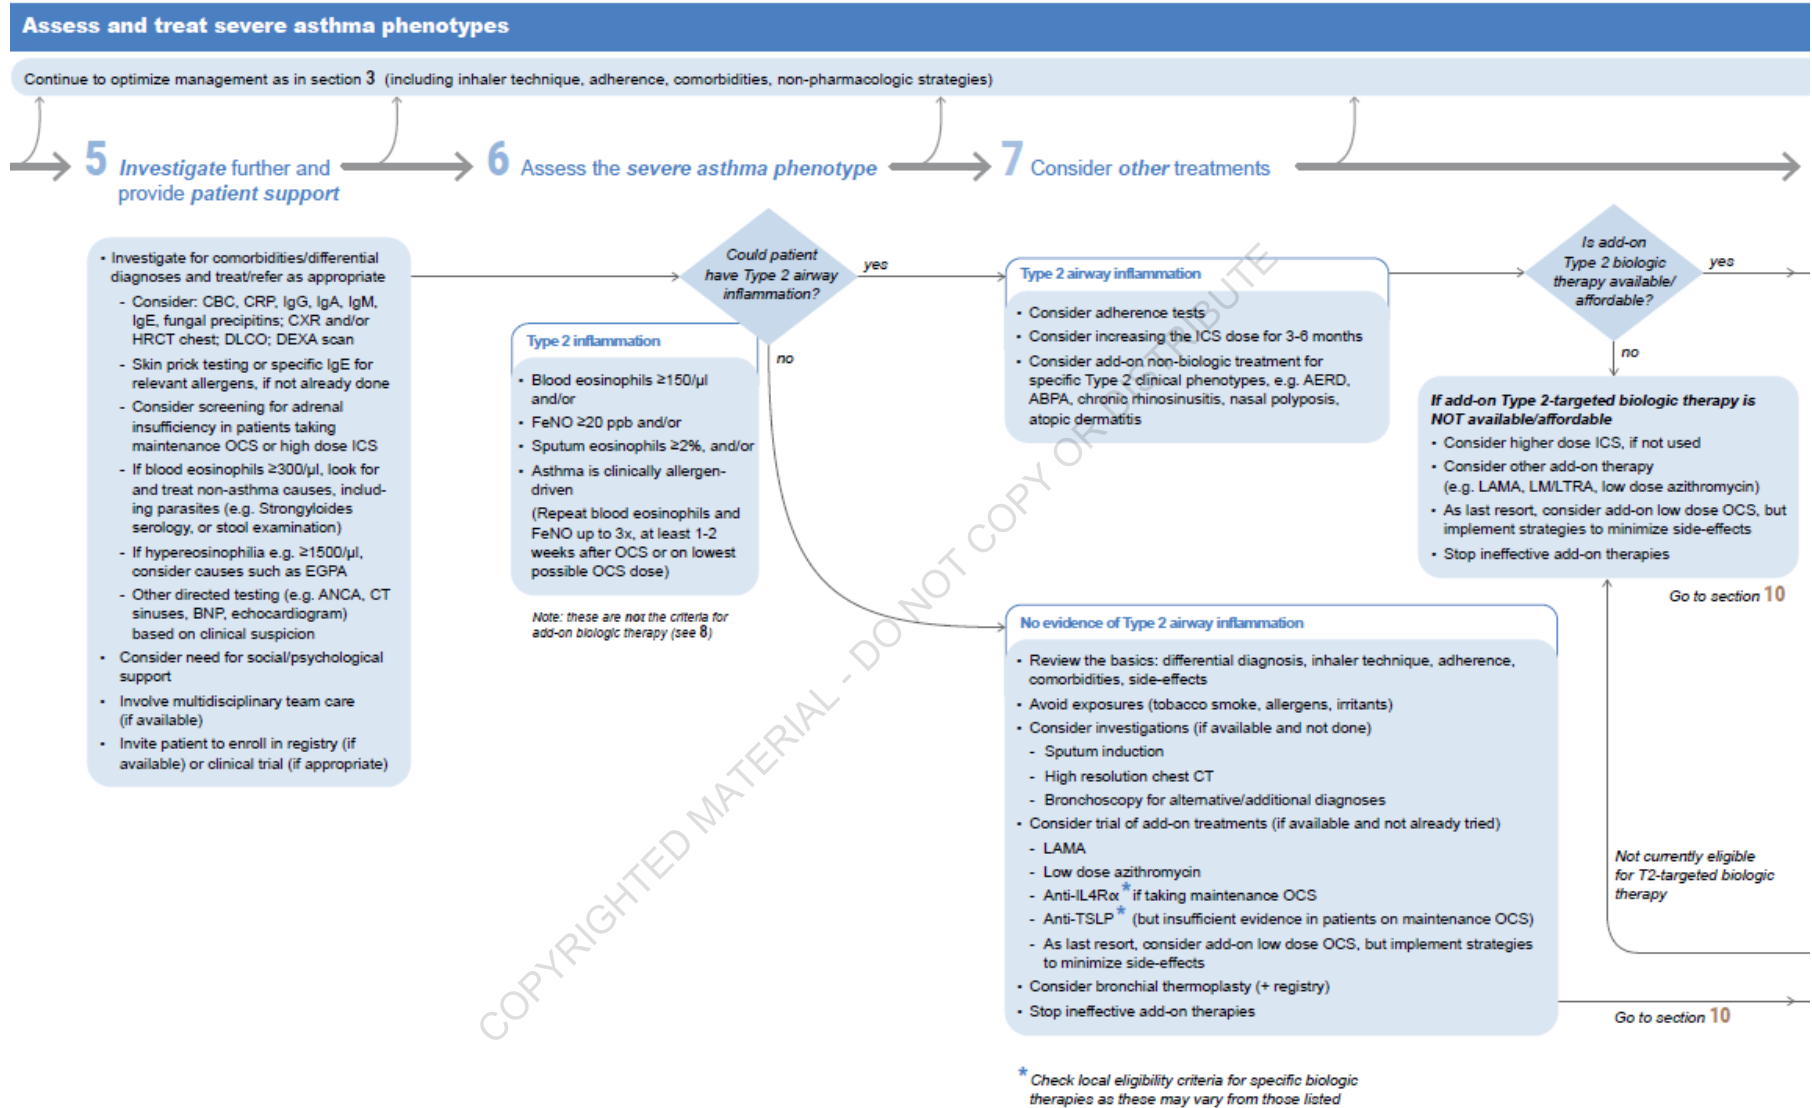 Assess and treat severe asthma phenotypes
Continue to optimize management as in section 3 (including inhaler technique, adherence, comorbidities, non-pharmacologic strategies)
5 Investigate further and
provide patient support
• Investigate for comorbidities/differential
diagnoses and treat/refer as appropriate
- Consider: CBC, CRP, IgG, IgA, IgM,
IgE, fungal precipitins; CXR and/or
HRCT chest; DLCO; DEXA scan
- Skin prick testing or specific IgE for
relevant allergens, if not already done
- Consider screening for adrenal
insufficiency in patients taking
maintenance OCS or high dose ICS
- If blood eosinophils ≥300/μl, look for
and treat non-asthma causes, includ-
ing parasites (e.g. Strongyloides
serology, or stool examination)
- If hypereosinophilia e.g. ≥1500/μl,
consider causes such as EGPA
- Other directed testing (e.g. ANCA, CT
sinuses, BNP, echocardiogram)
based on clinical suspicion
• Consider need for social/psychological
support
• Involve multidisciplinary team care
(if available)
• Invite patient to enroll in registry (if
available) or clinical trial (if appropriate)
6 Assess the severe asthma phenotype
Could patient
have Type 2 airway
inflammation?
yes
no
Type 2 inflammation
• Blood eosinophils ≥150/μl
and/or
• FeNO ≥20 ppb and/or
• Sputum eosinophils ≥2%, and/or
• Asthma is clinically allergen-
driven
(Repeat blood eosinophils and
FeNO up to 3x, at least 1-2
weeks after OCS or on lowest
possible OCS dose)
Note: these are not the criteria for
add-on biologic therapy (see 8)
7 Consider other treatments
Type 2 airway inflammation
• Consider adherence tests
• Consider increasing the ICS dose for 3-6 months
• Consider add-on non-biologic treatment for
specific Type 2 clinical phenotypes, e.g. AERD,
ABPA, chronic rhinosinusitis, nasal polyposis,
atopic dermatitis
Is add-on
Type 2 biologic
therapy available/
affordable?
yes
no
If add-on Type 2-targeted biologic therapy is
NOT available/affordable
• Consider higher dose ICS, if not used
• Consider other add-on therapy
(e.g. LAMA, LM/LTRA, low dose azithromycin)
• As last resort, consider add-on low dose OCS, but
implement strategies to minimize side-effects
• Stop ineffective add-on therapies
Go to section 10
No evidence of Type 2 airway inflammation
• Review the basics: differential diagnosis, inhaler technique, adherence,
comorbidities, side-effects
• Avoid exposures (tobacco smoke, allergens, irritants)
• Consider investigations (if available and not done)
- Sputum induction
- High resolution chest CT
- Bronchoscopy for alternative/additional diagnoses
• Consider trial of add-on treatments (if available and not already tried)
- LAMA
- Low dose azithromycin
- Anti-IL4Rα* if taking maintenance OCS
- Anti-TSLP* (but insufficient evidence in patients on maintenance OCS)
- As last resort, consider add-on low dose OCS, but implement strategies
to minimize side-effects
• Consider bronchial thermoplasty (+ registry)
• Stop ineffective add-on therapies
Not currently eligible
for T2-targeted biologic
therapy
Go to section 10
* Check local eligibility criteria for specific biologic
therapies as these may vary from those listed
COPYRIGHTED MATERIAL - DO NOT COPY OR DISTRIBUTE